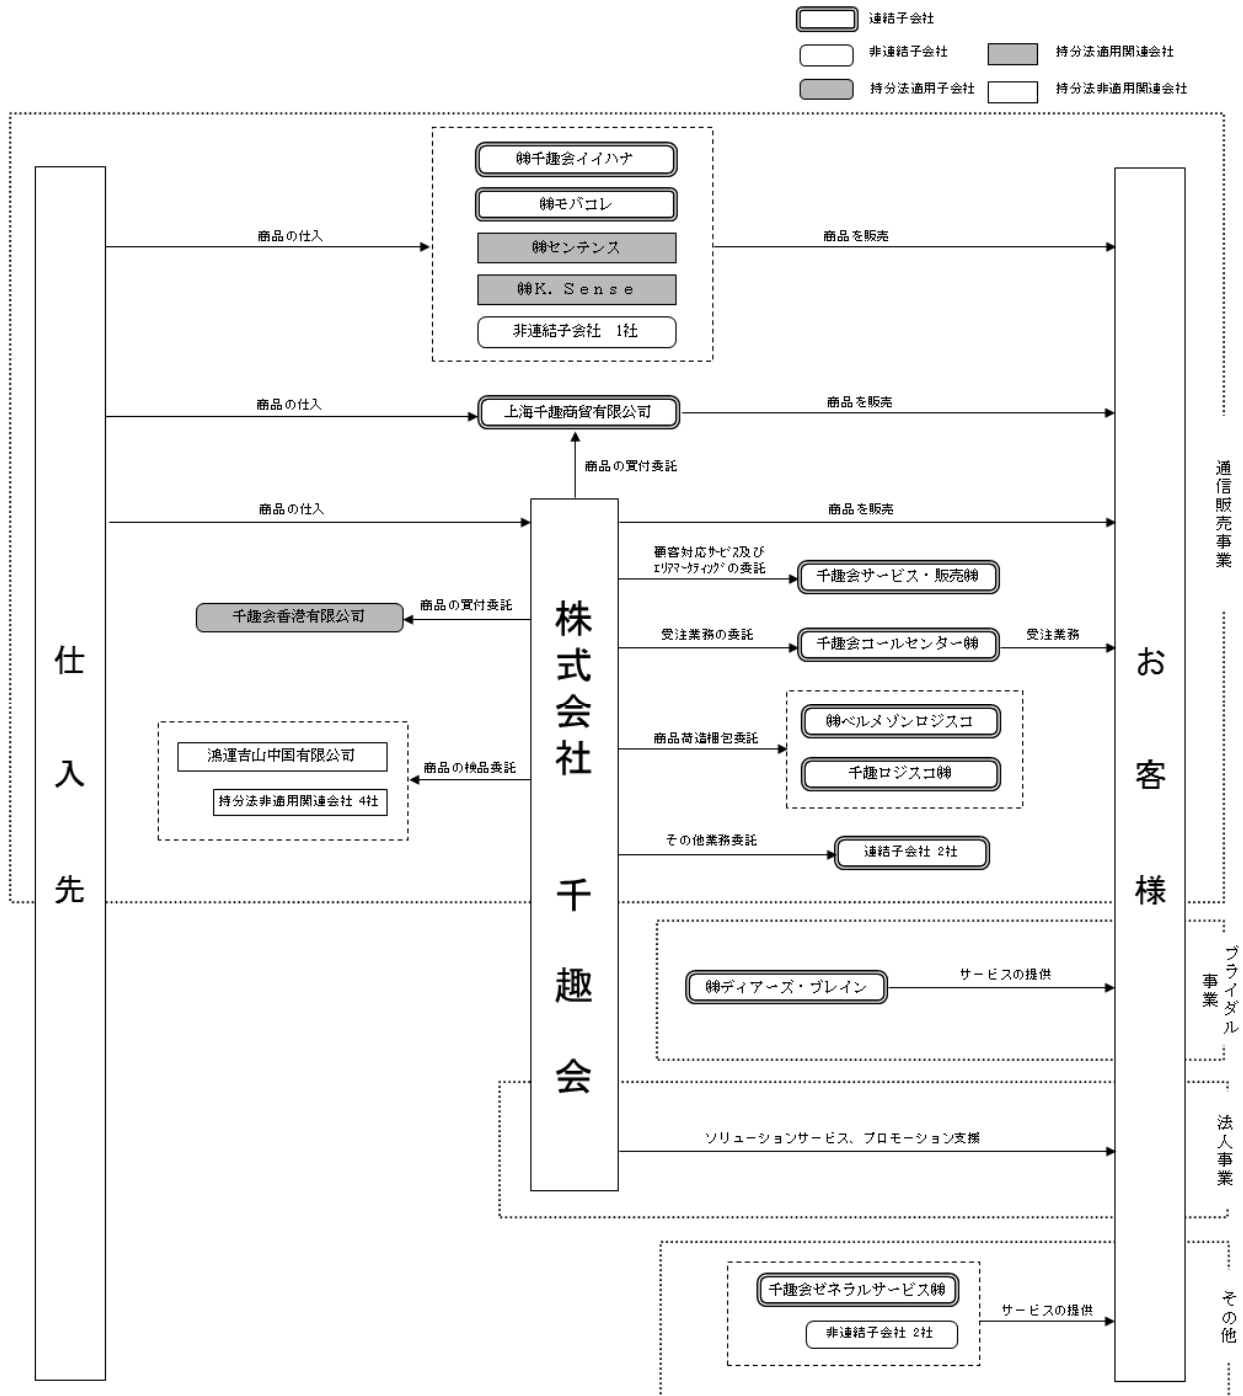 連結子会社
非連結子会社
持分法適用関連会社
持分法適用子会社
持分法非適用関連会社
㈱千趣会イイハナ
㈱モバコレ
㈱センテンス
㈱K.Sense
非連結子会社 1社
商品の仕入
商品を販売
商品の仕入
上海千趣商貿有限公司
商品を販売
商品の買付委託
商品の仕入
商品を販売
顧客対応ｻｰﾋﾞｽ及び
ｴﾘｱﾏｰｹﾃｨﾝｸﾞの委託
千趣会サービス・販売㈱
商品の買付委託
千趣会香港有限公司
受注業務の委託
千趣会コールセンター㈱
受注業務
商品荷造梱包委託
㈱ベルメゾンロジスコ
千趣ロジスコ㈱
商品の検品委託
鴻運吉山中国有限公司
持分法非適用関連会社 4社
その他業務委託
連結子会社 2社
仕入先
株式会社 千趣会
お客様
通信販売事業
㈱ディアーズ・ブレイン
サービスの提供
ブライダル
事業
ソリューションサービス、プロモーション支援
法人事業
千趣会ゼネラルサービス㈱
非連結子会社 2社
サービスの提供
その他